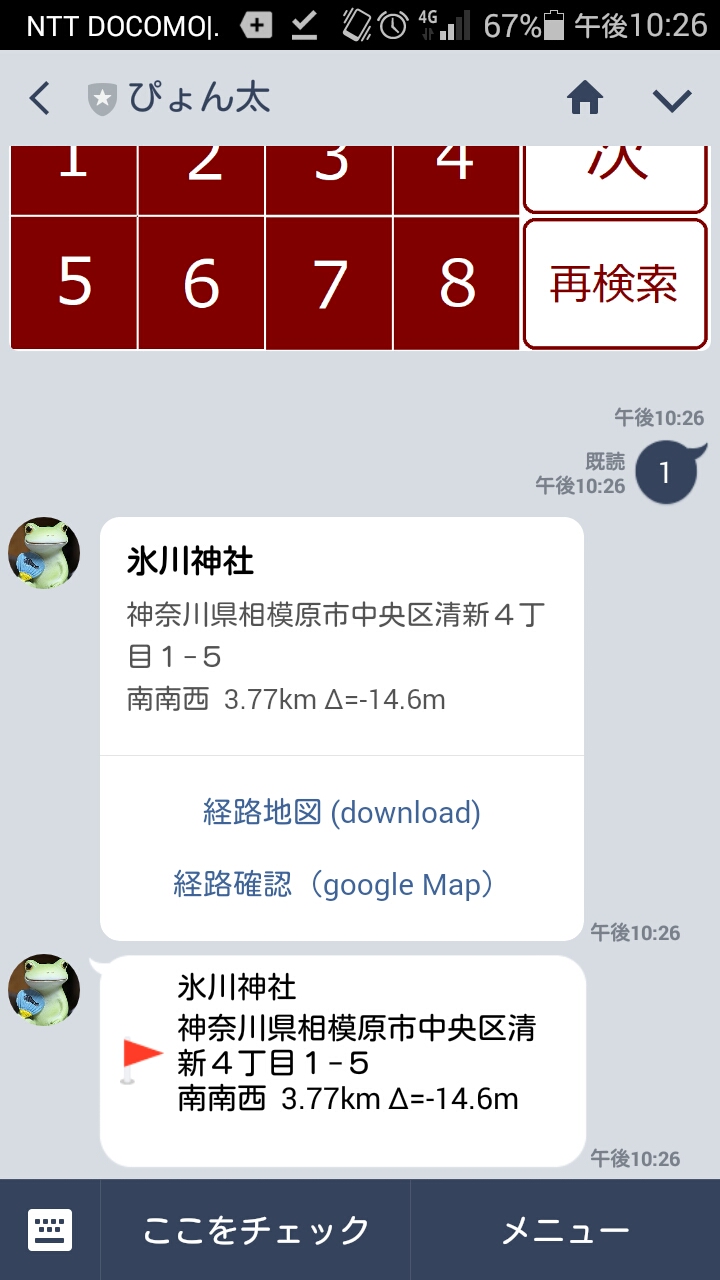 NTT DOCOMO|. 4G 67% 午後10:26
ぴょん太
1 2 3 4 次
5 6 7 8 再検索
午後10:26
既読
午後10:26
1
氷川神社
神奈川県相模原市中央区清新４丁
目１−５
南南西 3.77km Δ=-14.6m
経路地図 (download)
経路確認（google Map）
午後10:26
氷川神社
神奈川県相模原市中央区清
新４丁目１−５
南南西 3.77km Δ=-14.6m
午後10:26
ここをチェック メニュー